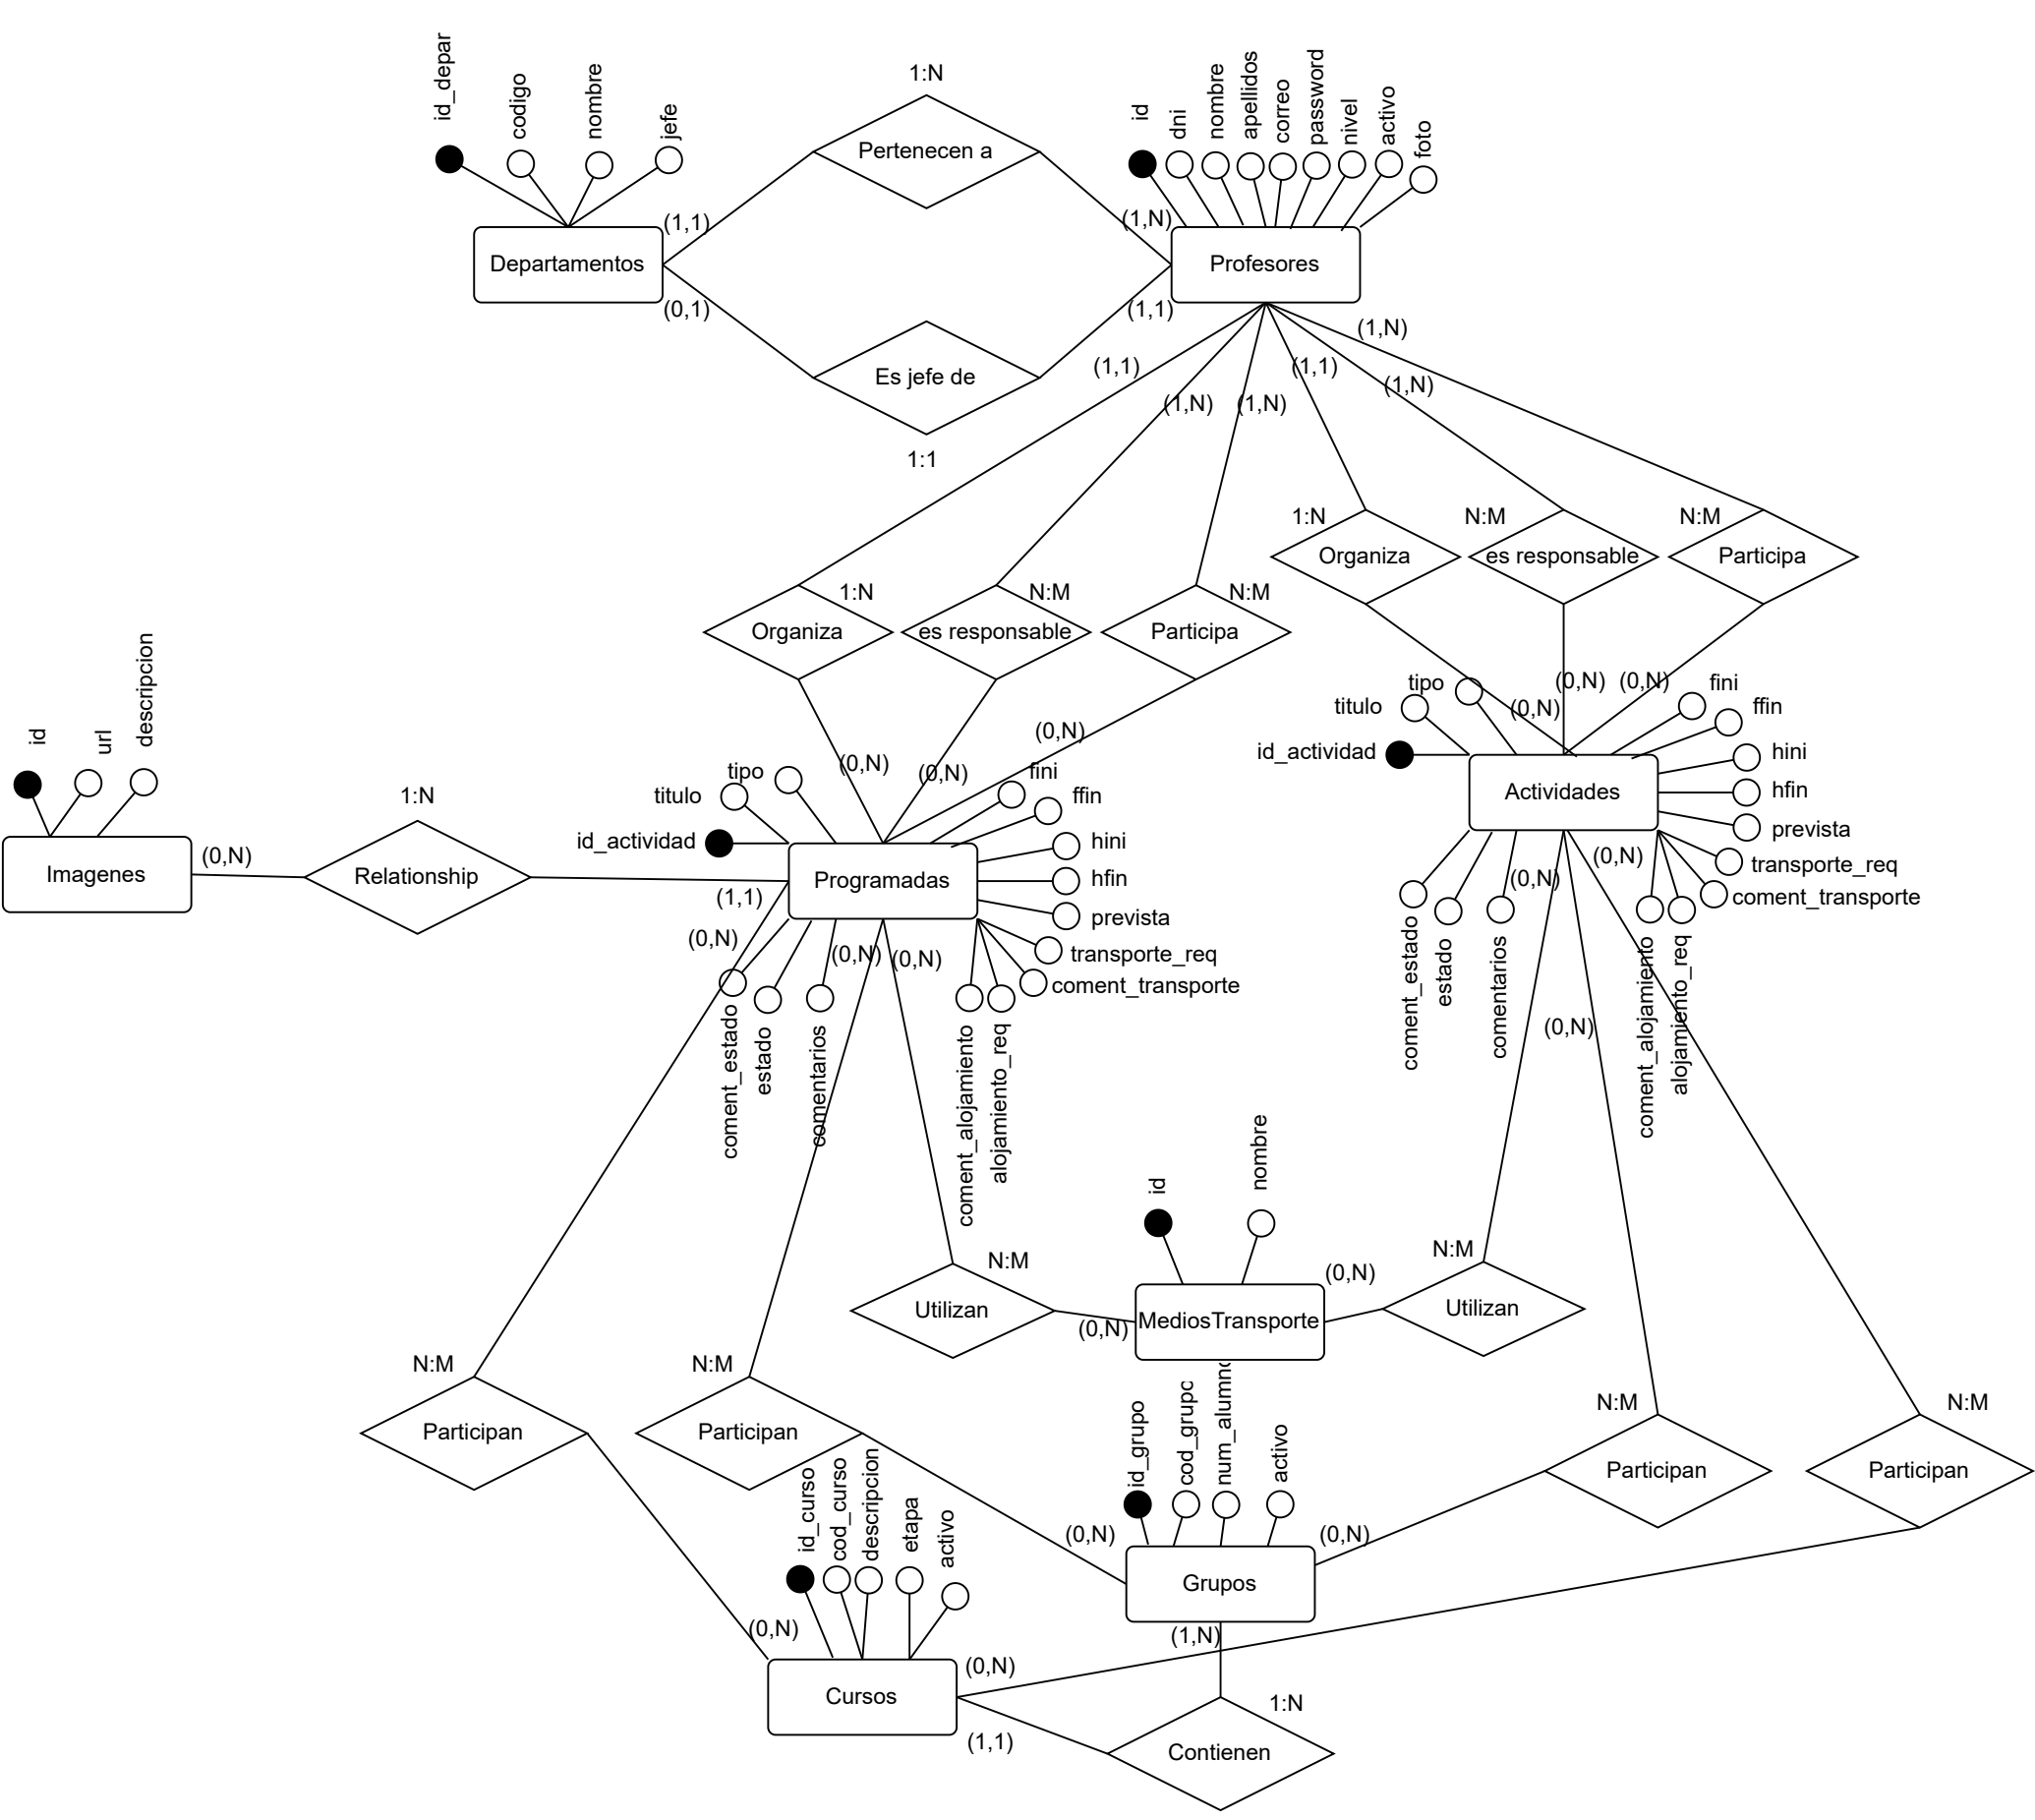 id_depar
codigo
nombre
jefe
1:N
Pertenecen a
id
dni
nombre
apellidos
correo
password
nivel
activo
foto
(1,1)
(1,N)
Departamentos
Profesores
(0,1)
(1,1)
Es jefe de
1:1
(1,1)
(1,N)
(1,N)
(1,1)
(1,N)
(1,N)
1:N
Organiza
N:M
es responsable
N:M
Participa
1:N
Organiza
N:M
es responsable
N:M
Participa
(0,N)
(0,N)
(0,N)
(0,N)
(0,N)
(0,N)
id
url
descripcion
Imagenes
(0,N)
1:N
Relationship
(1,1)
tipo
titulo
id_actividad
Programadas
fini
ffin
hini
hfin
prevista
transporte_req
coment_transporte
alojamiento_req
coment_alojamiento
comentarios
estado
coment_estado
(0,N)
(0,N)
(0,N)
tipo
titulo
id_actividad
Actividades
fini
ffin
hini
hfin
prevista
transporte_req
coment_transporte
alojamiento_req
coment_alojamiento
comentarios
estado
coment_estado
(0,N)
(0,N)
(0,N)
id
nombre
N:M
Utilizan
(0,N)
MediosTransporte
(0,N)
N:M
Utilizan
N:M
Participan
N:M
Participan
N:M
Participan
N:M
Participan
id_grupo
cod_grupo
num_alumno
activo
(0,N)
(0,N)
Grupos
(1,N)
id_curso
cod_curso
descripcion
etapa
activo
(0,N)
(0,N)
Cursos
(1,1)
1:N
Contienen